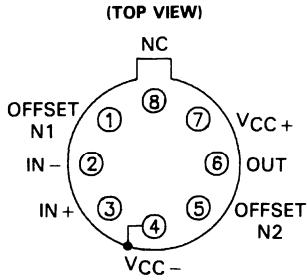 (TOP VIEW)
NC
OFFSET
N1
1
8
7
VCC+
IN-
2
6
OUT
IN+
3
4
5
OFFSET
N2
VCC-